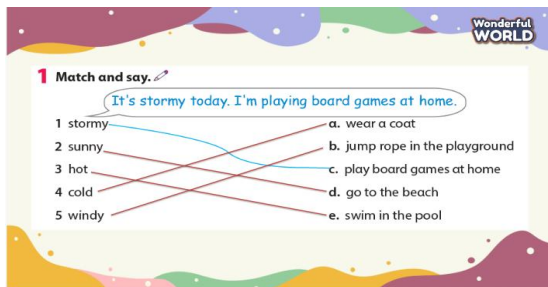 Wonderful
WORLD
1 Match and say.
It's stormy today. I'm playing board games at home.
1 stormy
a. wear a coat
2 sunny
b. jump rope in the playground
3 hot
c. play board games at home
4 cold
d. go to the beach
5 windy
e. swim in the pool